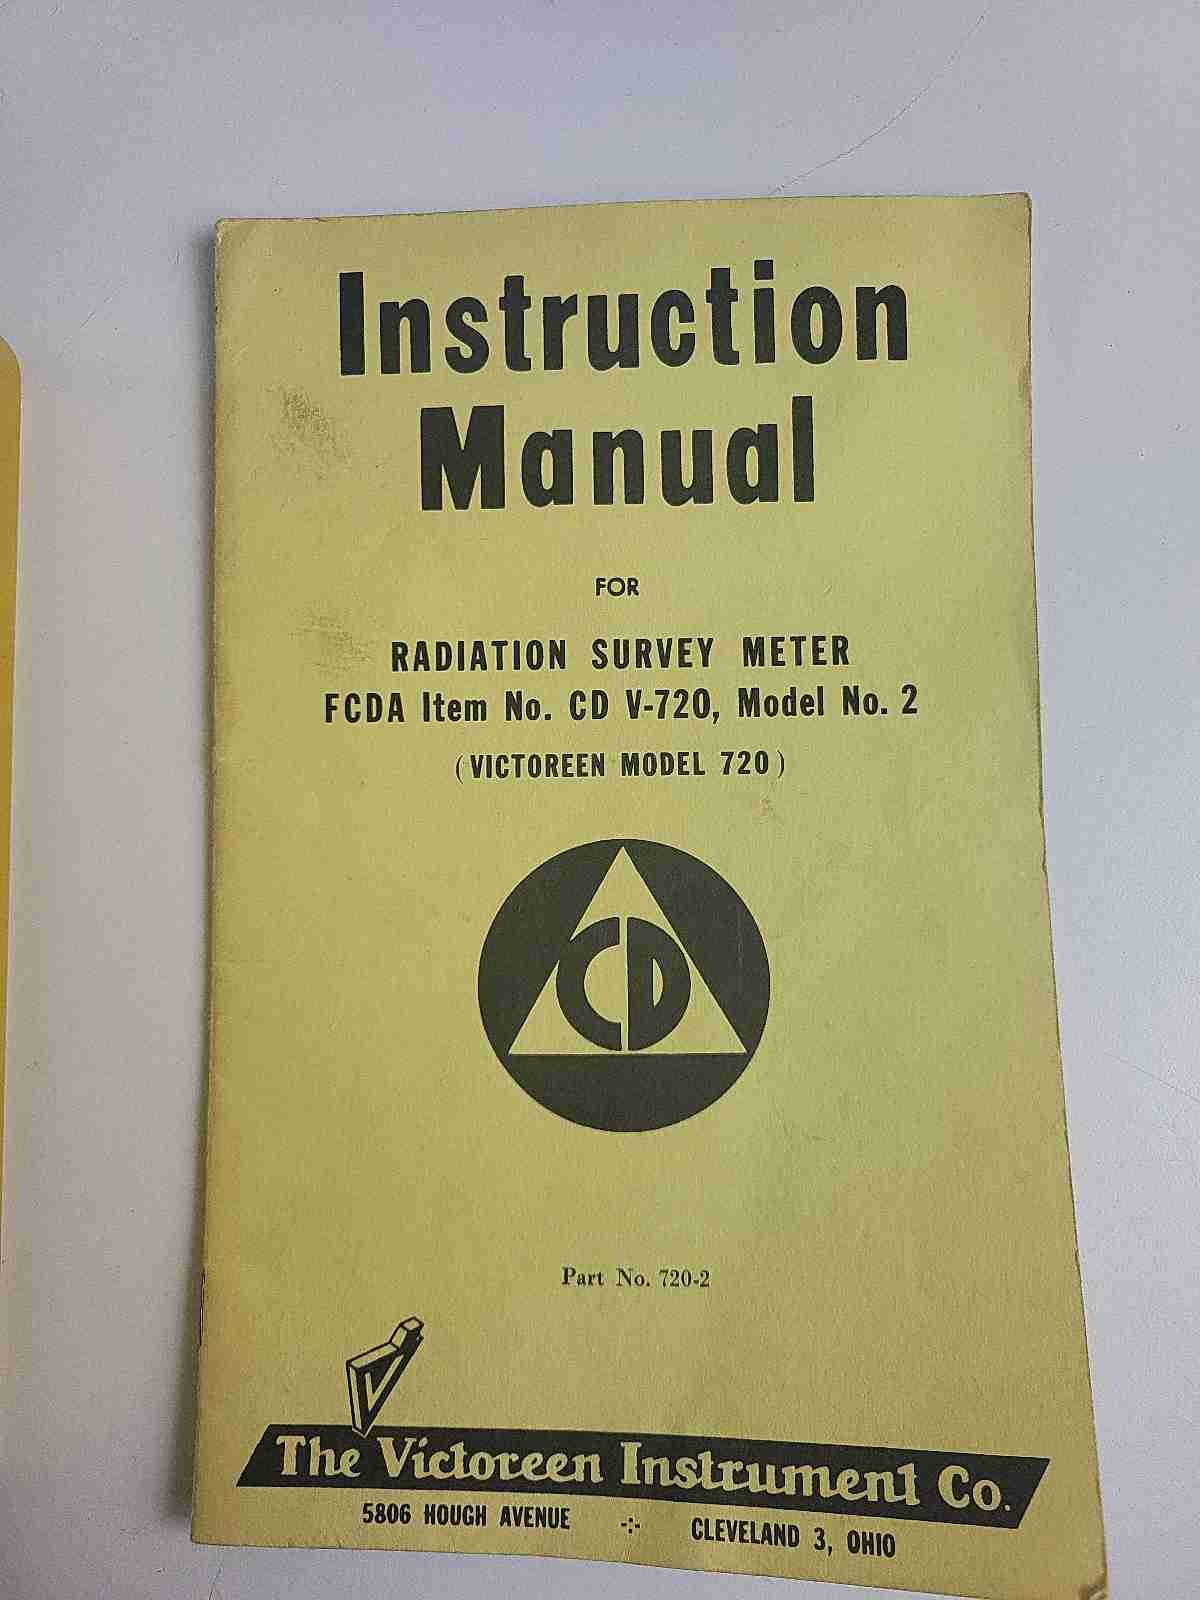 Instruction
Manual
FOR
RADIATION SURVEY METER
FCDA Item No. CD V-720, Model No. 2
(VICTOREEN MODEL 720)
CD
Part No. 720-2
V
The Victoreen Instrument Co.
5806 HOUGH AVENUE -:- CLEVELAND 3, OHIO